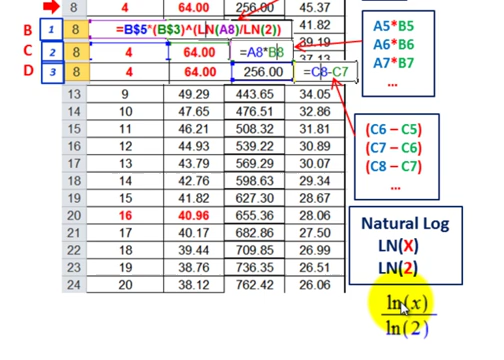 8 4 64.00 256.00 45.37
B 1 8 =B$5*(B$3)^(LN(A8)/LN(2)) 41.82
39.19
C 2 8 4 64.00 =A8*B8
37.13
D 3 8 4 64.00 256.00 =C8-C7
A5*B5
A6*B6
A7*B7
...
13 9 49.29 443.65 34.05
14 10 47.65 476.51 32.86
15 11 46.21 508.32 31.81
16 12 44.93 539.22 30.89
17 13 43.79 569.29 30.07
18 14 42.76 598.63 29.34
19 15 41.82 627.30 28.67
20 16 40.96 655.36 28.06
21 17 40.17 682.86 27.50
22 18 39.44 709.85 26.99
23 19 38.76 736.35 26.51
24 20 38.12 762.42 26.06
(C6 – C5)
(C7 – C6)
(C8 – C7)
...
Natural Log
LN(X)
LN(2)
ln(x)
ln(2)